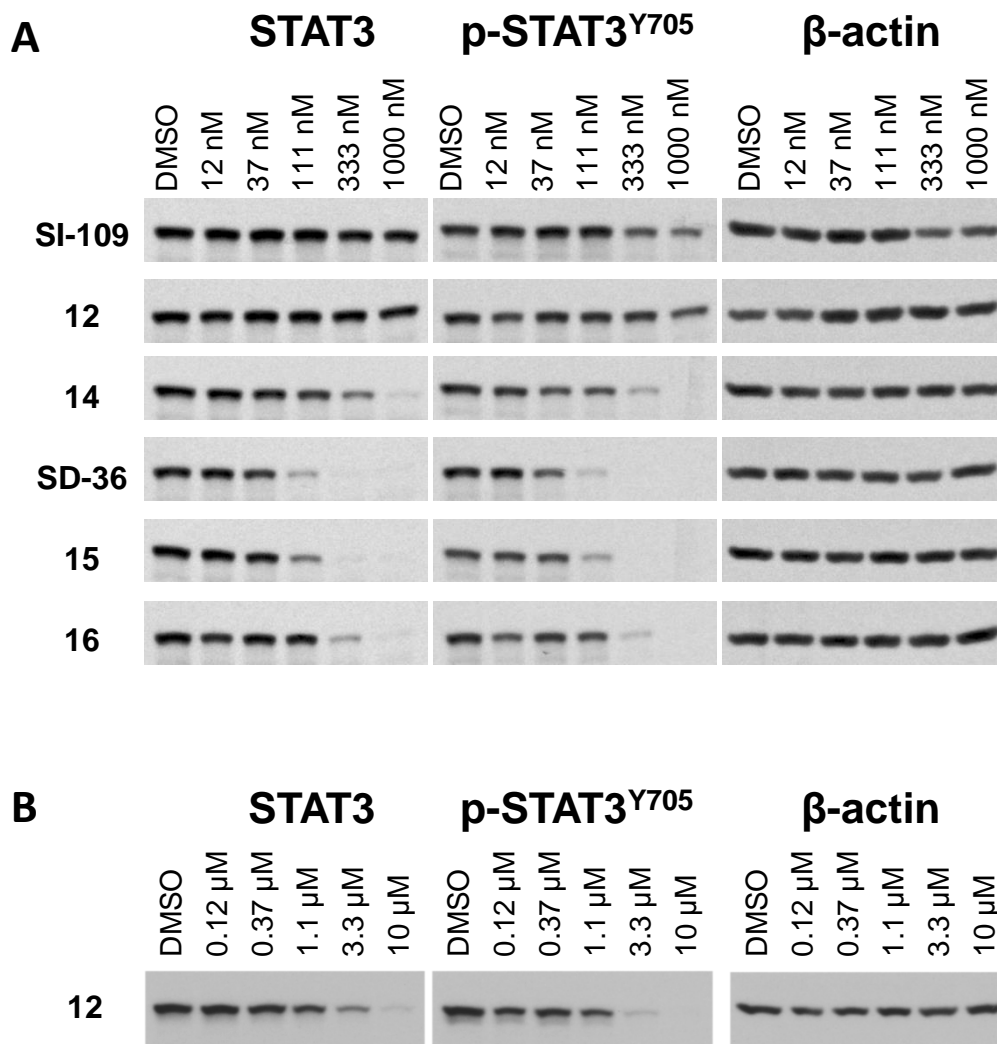 A STAT3 p-STAT3Y705 β-actin
DMSO 12 nM 37 nM 111 nM 333 nM 1000 nM DMSO 12 nM 37 nM 111 nM 333 nM 1000 nM DMSO 12 nM 37 nM 111 nM 333 nM 1000 nM
SI-109
12
14
SD-36
15
16
B STAT3 p-STAT3Y705 β-actin
DMSO 0.12 μM 0.37 μM 1.1 μM 3.3 μM 10 μM DMSO 0.12 μM 0.37 μM 1.1 μM 3.3 μM 10 μM DMSO 0.12 μM 0.37 μM 1.1 μM 3.3 μM 10 μM
12